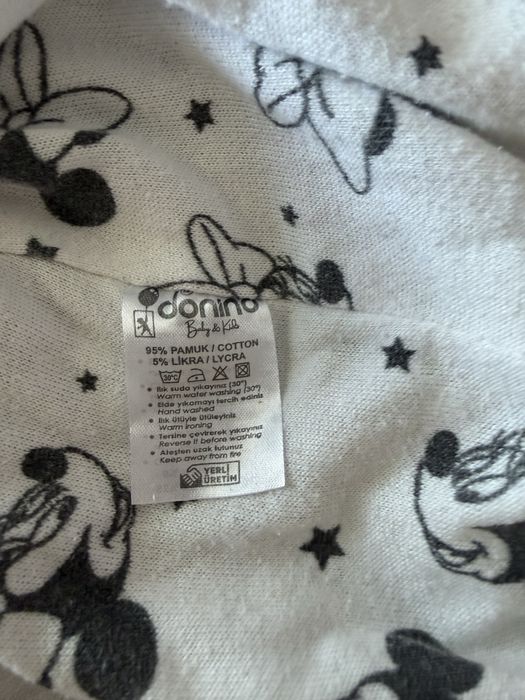 donino
Baby & Kids
95% PAMUK / COTTON
5% LİKRA / LYCRA
30°C
• Ilık suda yıkayınız (30°)
Warm water washing (30°)
• Elde yıkamayı tercih ediniz
Hand washed
• Ilık ütüyle ütüleyiniz
Warm ironing
• Tersine çevirerek yıkayınız
Reverse it before washing
• Ateşten uzak tutunuz
Keep away from fire
YERLİ
ÜRETİM